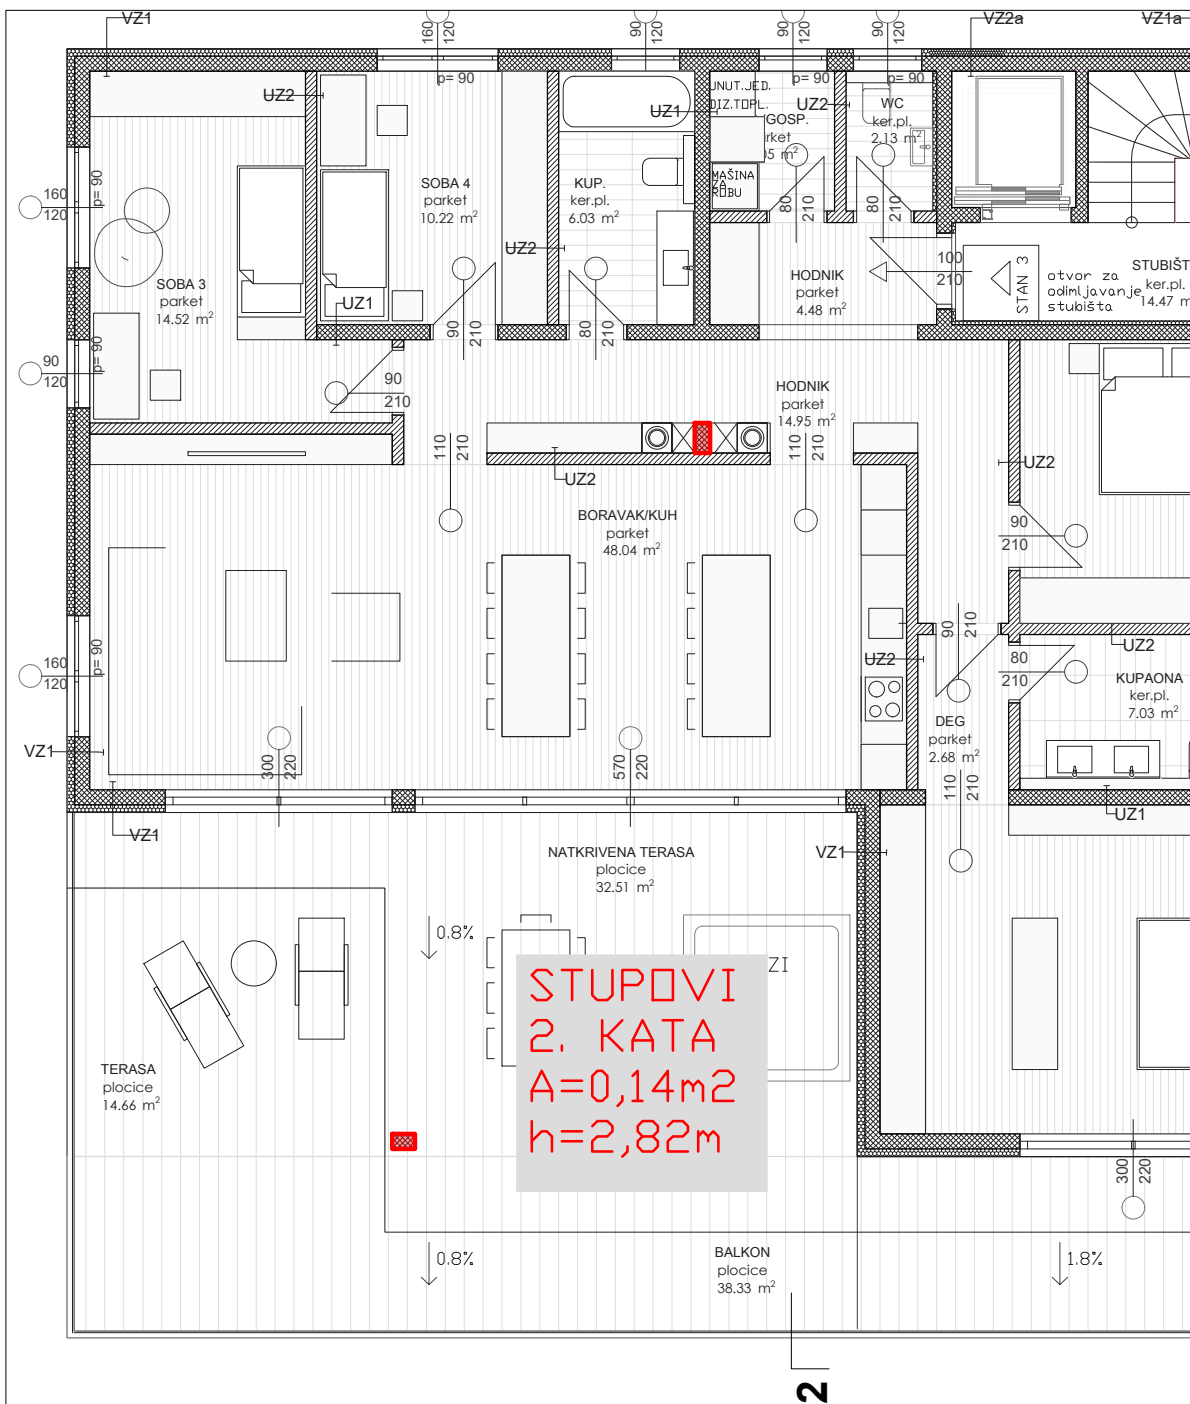 VZ1
160
120
p= 90
90
120
90
120
p= 90
90
120
VZ2a
VZ1a
UZ2
UZ1
UNUT.JED.
DIZ.TOPL.
GOSP.
UZ2
WC
ker.pl.
2.13 m²
MAŠINA
ZA
ROBU
80
210
80
210
160
120
p= 90
SOBA 4
parket
10.22 m²
KUP.
ker.pl.
6.03 m²
UZ2
SOBA 3
parket
14.52 m²
UZ1
90
210
80
210
HODNIK
parket
4.48 m²
100
210
STAN 3
otvor za
odimljavanje
stubišta
ker.pl.
90
120
p= 90
90
210
HODNIK
parket
14.95 m²
110
210
110
210
UZ2
UZ2
BORAVAK/KUH
parket
48.04 m²
90
210
160
120
p= 90
90
210
UZ2
80
210
UZ2
KUPAONA
ker.pl.
7.03 m²
DEG
parket
2.68 m²
VZ1
300
220
570
220
110
210
UZ1
VZ1
VZ1
NATKRIVENA TERASA
plocice
32.51 m²
0.8%
ZI
STUPOVI
2. KATA
A=0,14m2
h=2,82m
TERASA
plocice
14.66 m²
300
220
0.8%
BALKON
plocice
38.33 m²
1.8%
2